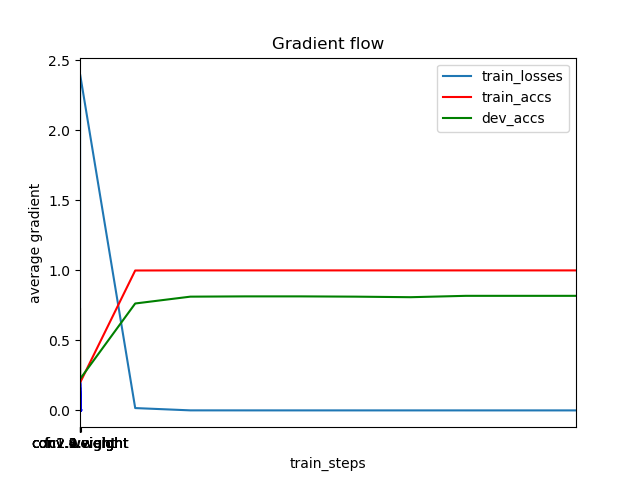 Gradient flow
2.5
2.0
1.5
1.0
0.5
0.0
average gradient
train_losses
train_accs
dev_accs
train_steps